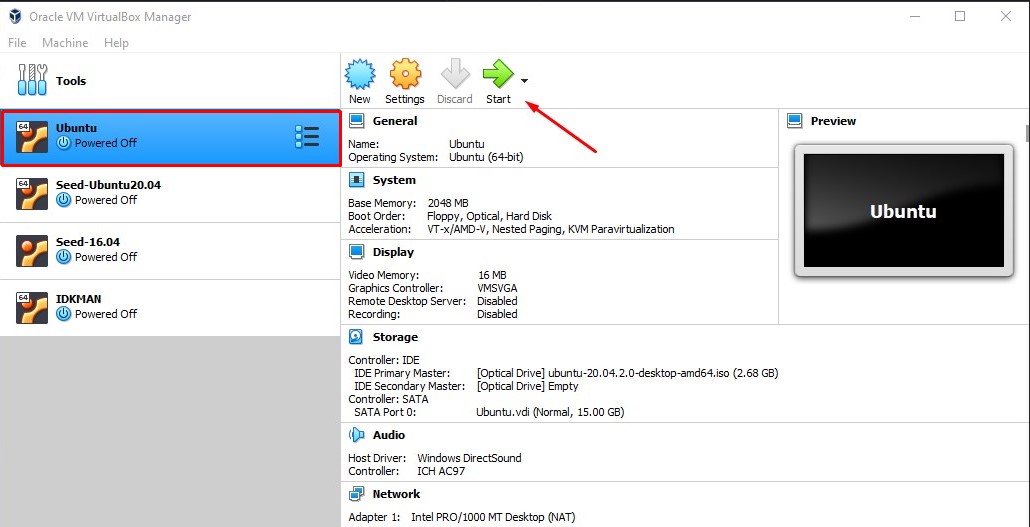 Oracle VM VirtualBox Manager
File Machine Help
Tools
New Settings Discard Start
64 Ubuntu
Powered Off
64 Seed-Ubuntu20.04
Powered Off
Seed-16.04
Powered Off
64 IDKMAN
Powered Off
General
Name: Ubuntu
Operating System: Ubuntu (64-bit)
System
Base Memory: 2048 MB
Boot Order: Floppy, Optical, Hard Disk
Acceleration: VT-x/AMD-V, Nested Paging, KVM Paravirtualization
Display
Video Memory: 16 MB
Graphics Controller: VMSVGA
Remote Desktop Server: Disabled
Recording: Disabled
Storage
Controller: IDE
IDE Primary Master: [Optical Drive] ubuntu-20.04.2.0-desktop-amd64.iso (2.68 GB)
IDE Secondary Master: [Optical Drive] Empty
Controller: SATA
SATA Port 0: Ubuntu.vdi (Normal, 15.00 GB)
Audio
Host Driver: Windows DirectSound
Controller: ICH AC97
Network
Adapter 1: Intel PRO/1000 MT Desktop (NAT)
Preview
Ubuntu